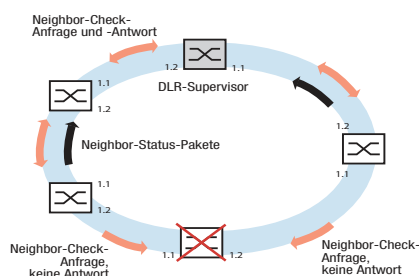 Neighbor-Check-
Anfrage und -Antwort
1.2
1.1
DLR-Supervisor
1.1
1.2
1.2
1.1
Neighbor-Status-Pakete
1.1
1.2
1.1
1.2
Neighbor-Check-
Anfrage,
keine Antwort
Neighbor-Check-
Anfrage,
keine Antwort